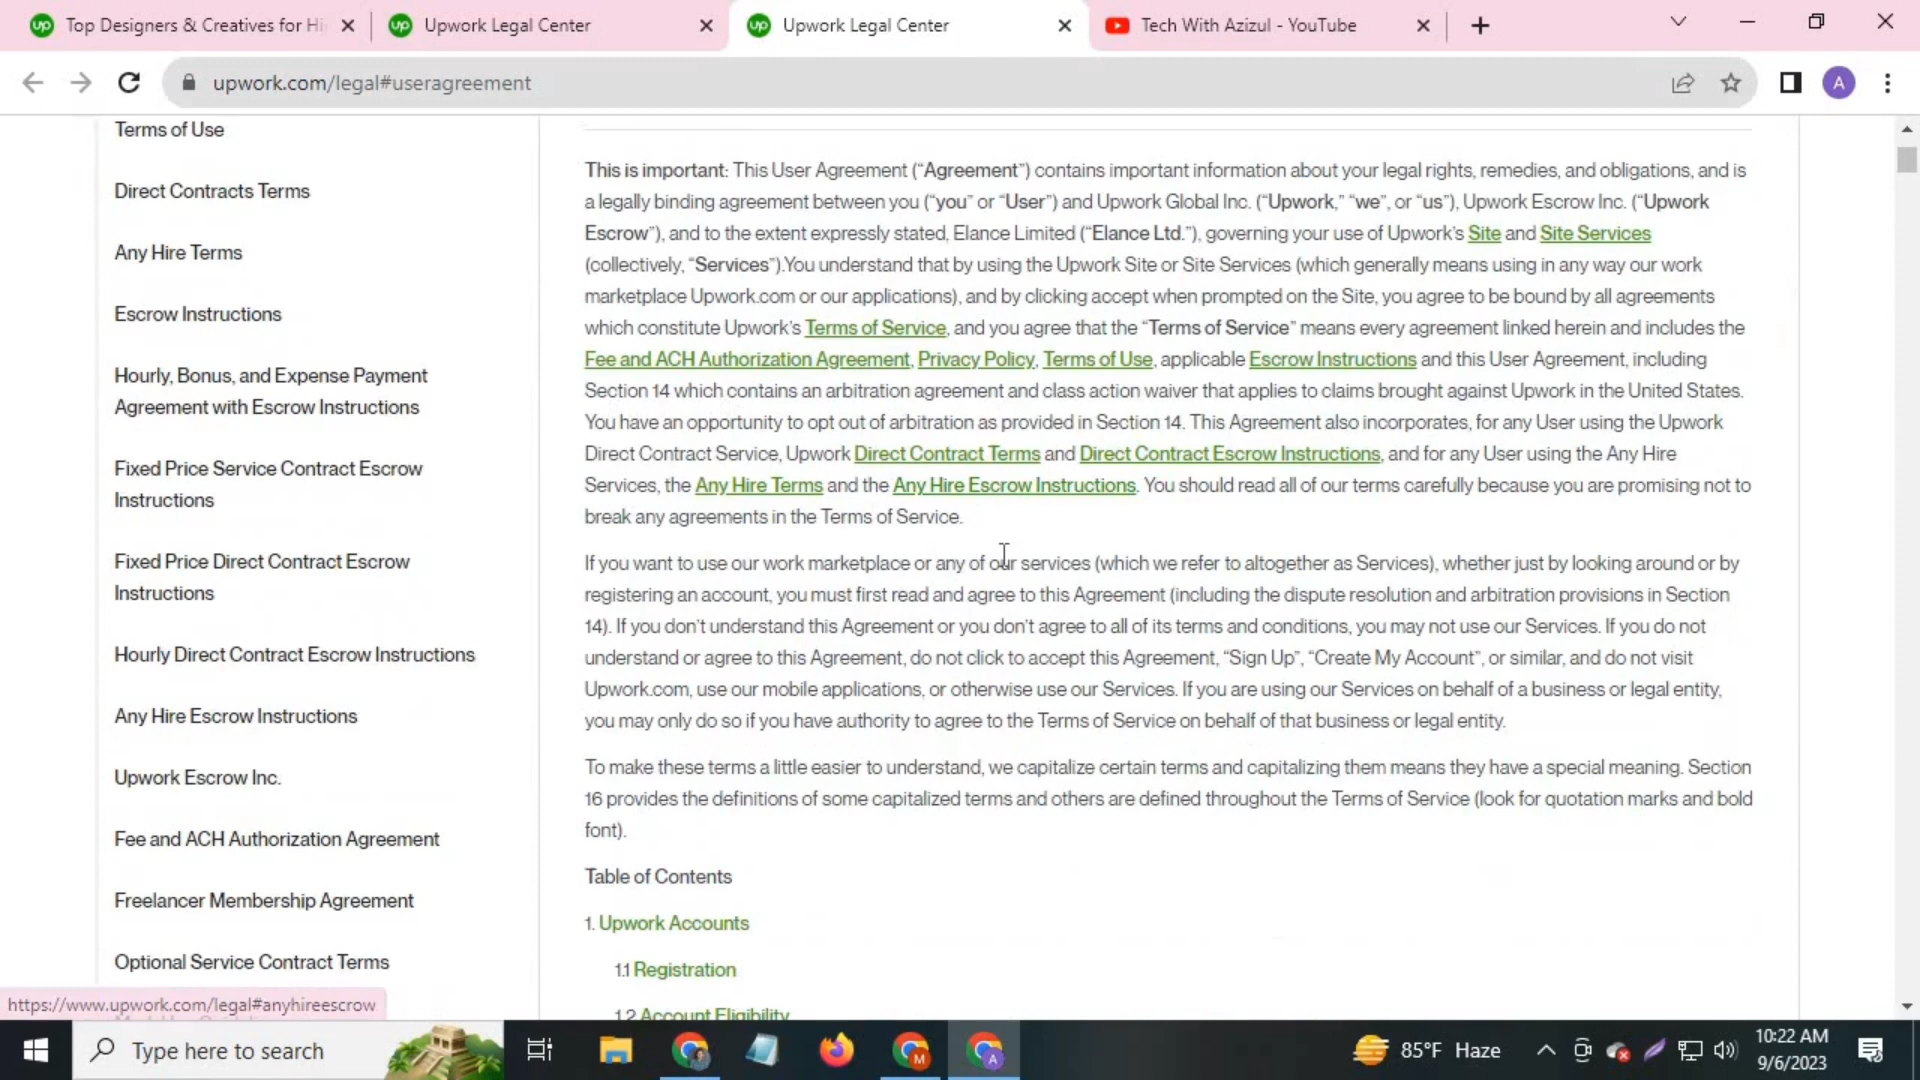 Top Designers & Creatives for Hi
Upwork Legal Center
Upwork Legal Center
Tech With Azizul - YouTube
upwork.com/legal#useragreement
A
Terms of Use
Direct Contracts Terms
Any Hire Terms
Escrow Instructions
Hourly, Bonus, and Expense Payment
Agreement with Escrow Instructions
Fixed Price Service Contract Escrow
Instructions
Fixed Price Direct Contract Escrow
Instructions
Hourly Direct Contract Escrow Instructions
Any Hire Escrow Instructions
Upwork Escrow Inc.
Fee and ACH Authorization Agreement
Freelancer Membership Agreement
Optional Service Contract Terms
https://www.upwork.com/legal#anyhireescrow
This is important: This User Agreement (“Agreement”) contains important information about your legal rights, remedies, and obligations, and is
a legally binding agreement between you (“you” or “User”) and Upwork Global Inc. (“Upwork,” “we”, or “us”), Upwork Escrow Inc. (“Upwork
Escrow”), and to the extent expressly stated, Elance Limited (“Elance Ltd.”), governing your use of Upwork’s Site and Site Services
(collectively, “Services”).You understand that by using the Upwork Site or Site Services (which generally means using in any way our work
marketplace Upwork.com or our applications), and by clicking accept when prompted on the Site, you agree to be bound by all agreements
which constitute Upwork’s Terms of Service, and you agree that the “Terms of Service” means every agreement linked herein and includes the
Fee and ACH Authorization Agreement, Privacy Policy, Terms of Use, applicable Escrow Instructions and this User Agreement, including
Section 14 which contains an arbitration agreement and class action waiver that applies to claims brought against Upwork in the United States.
You have an opportunity to opt out of arbitration as provided in Section 14. This Agreement also incorporates, for any User using the Upwork
Direct Contract Service, Upwork Direct Contract Terms and Direct Contract Escrow Instructions, and for any User using the Any Hire
Services, the Any Hire Terms and the Any Hire Escrow Instructions. You should read all of our terms carefully because you are promising not to
break any agreements in the Terms of Service.
If you want to use our work marketplace or any of our services (which we refer to altogether as Services), whether just by looking around or by
registering an account, you must first read and agree to this Agreement (including the dispute resolution and arbitration provisions in Section
14). If you don’t understand this Agreement or you don’t agree to all of its terms and conditions, you may not use our Services. If you do not
understand or agree to this Agreement, do not click to accept this Agreement, “Sign Up”, “Create My Account”, or similar, and do not visit
Upwork.com, use our mobile applications, or otherwise use our Services. If you are using our Services on behalf of a business or legal entity,
you may only do so if you have authority to agree to the Terms of Service on behalf of that business or legal entity.
To make these terms a little easier to understand, we capitalize certain terms and capitalizing them means they have a special meaning. Section
16 provides the definitions of some capitalized terms and others are defined throughout the Terms of Service (look for quotation marks and bold
font).
Table of Contents
1. Upwork Accounts
1.1 Registration
1.2 Account Eligibility
Type here to search
85°F Haze
10:22 AM
9/6/2023